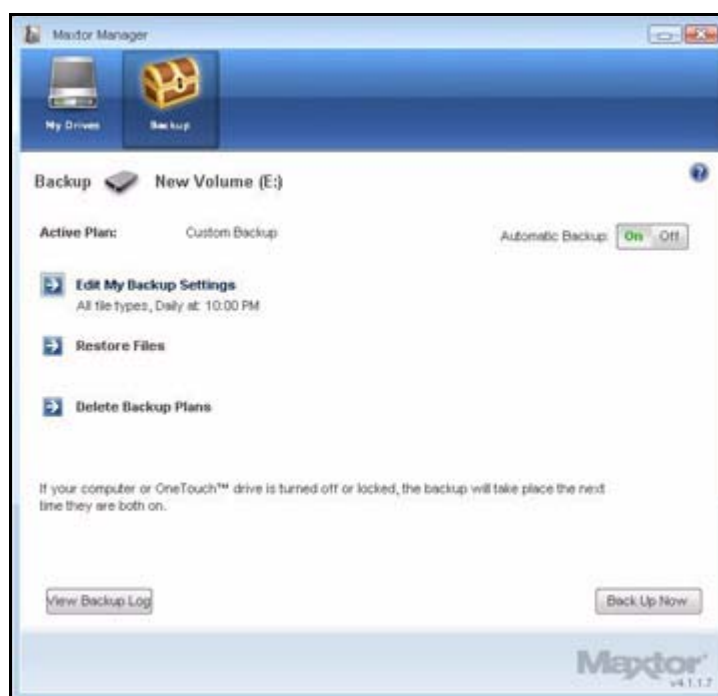 Maxtor Manager
My Drives
Backup
Backup New Volume (E:)
Active Plan: Custom Backup Automatic Backup: On Off
Edit My Backup Settings
All file types, Daily at: 10:00 PM
Restore Files
Delete Backup Plans
If your computer or OneTouch™ drive is turned off or locked, the backup will take place the next
time they are both on.
View Backup Log Back Up Now
Maxtor
v4.1.1.7